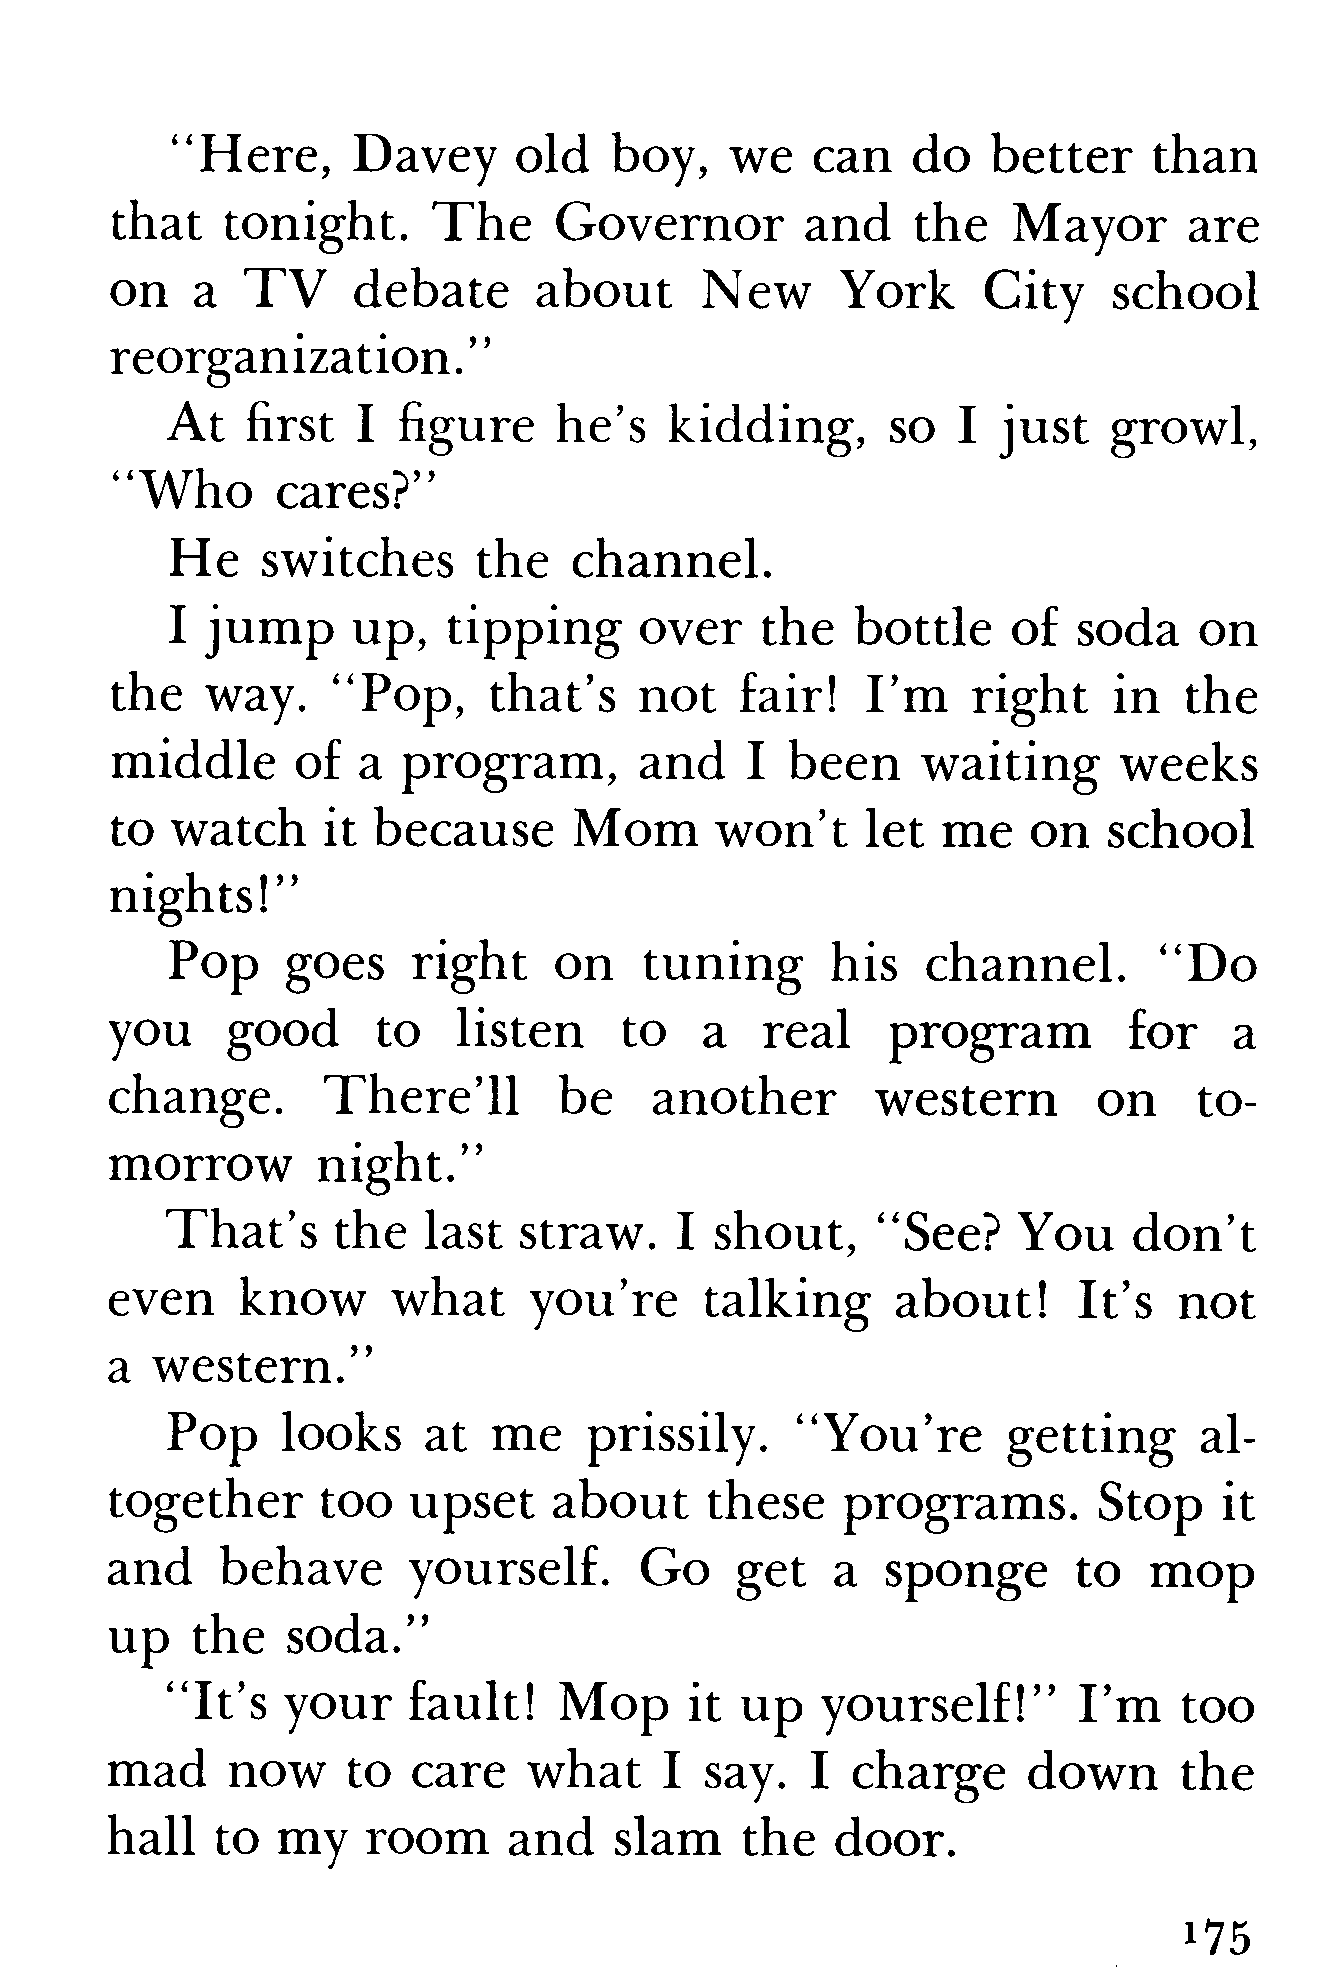 “Here, Davey old boy, we can do better than
that tonight. The Governor and the Mayor are
on a TV debate about New York City school
reorganization.”
At first I figure he’s kidding, so I just growl,
“Who cares?”
He switches the channel.
I jump up, tipping over the bottle of soda on
the way. “Pop, that’s not fair! I’m right in the
middle of a program, and I been waiting weeks
to watch it because Mom won’t let me on school
nights!”
Pop goes right on tuning his channel. “Do
you good to listen to a real program for a
change. There’ll be another western on to-
morrow night.”
That’s the last straw. I shout, “See? You don’t
even know what you’re talking about! It’s not
a western.”
Pop looks at me prissily. “You’re getting al-
together too upset about these programs. Stop it
and behave yourself. Go get a sponge to mop
up the soda.”
“It’s your fault! Mop it up yourself!” I’m too
mad now to care what I say. I charge down the
hall to my room and slam the door.
175